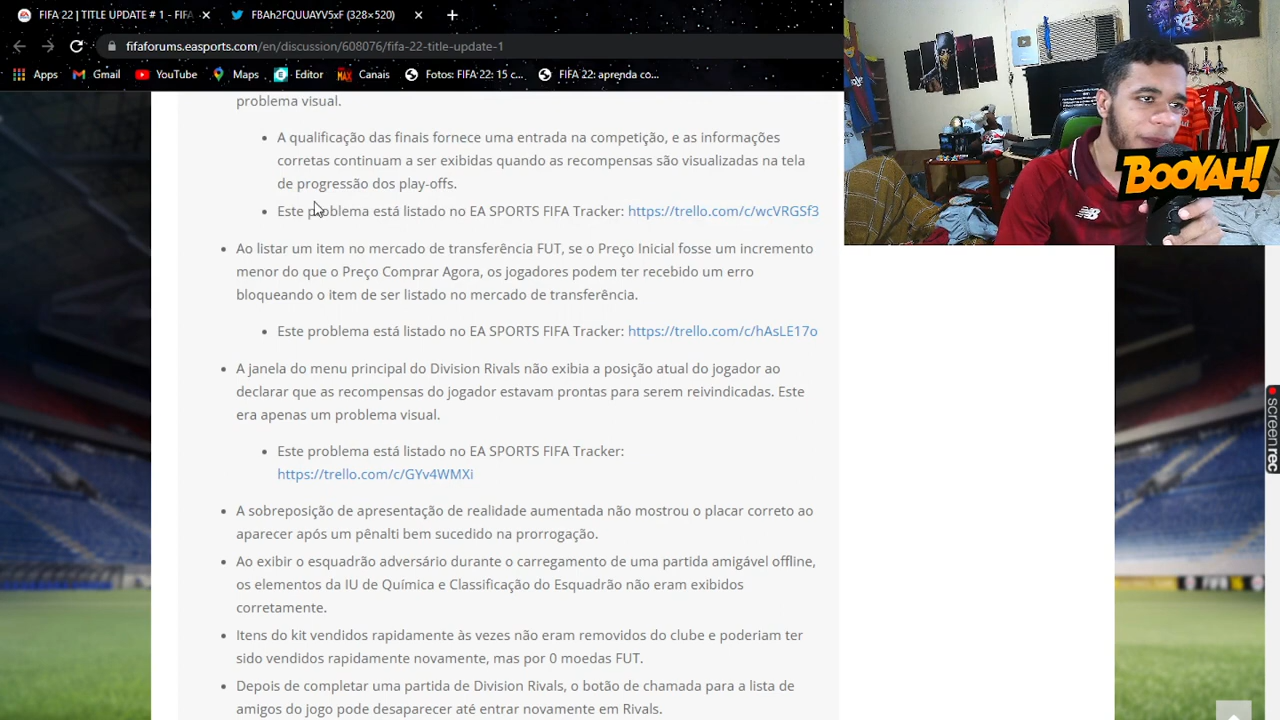 FIFA 22 | TITLE UPDATE # 1 - FIFA
FBAh2FQUUAYV5xF (328×520)
fifaforums.easports.com/en/discussion/608076/fifa-22-title-update-1
Apps
Gmail
YouTube
Maps
Editor
MAX
Canais
Fotos: FIFA 22: 15 c...
FIFA 22: aprenda co...
problema visual.
A qualificação das finais fornece uma entrada na competição, e as informações
corretas continuam a ser exibidas quando as recompensas são visualizadas na tela
de progressão dos play-offs.
Este problema está listado no EA SPORTS FIFA Tracker: https://trello.com/c/wcVRGSf3
Ao listar um item no mercado de transferência FUT, se o Preço Inicial fosse um incremento
menor do que o Preço Comprar Agora, os jogadores podem ter recebido um erro
bloqueando o item de ser listado no mercado de transferência.
Este problema está listado no EA SPORTS FIFA Tracker: https://trello.com/c/hAsLE17o
A janela do menu principal do Division Rivals não exibia a posição atual do jogador ao
declarar que as recompensas do jogador estavam prontas para serem reivindicadas. Este
era apenas um problema visual.
Este problema está listado no EA SPORTS FIFA Tracker:
https://trello.com/c/GYv4WMXi
A sobreposição de apresentação de realidade aumentada não mostrou o placar correto ao
aparecer após um pênalti bem sucedido na prorrogação.
Ao exibir o esquadrão adversário durante o carregamento de uma partida amigável offline,
os elementos da IU de Química e Classificação do Esquadrão não eram exibidos
corretamente.
Itens do kit vendidos rapidamente às vezes não eram removidos do clube e poderiam ter
sido vendidos rapidamente novamente, mas por 0 moedas FUT.
Depois de completar uma partida de Division Rivals, o botão de chamada para a lista de
amigos do jogo pode desaparecer até entrar novamente em Rivals.
BOOYAH!
screenrec